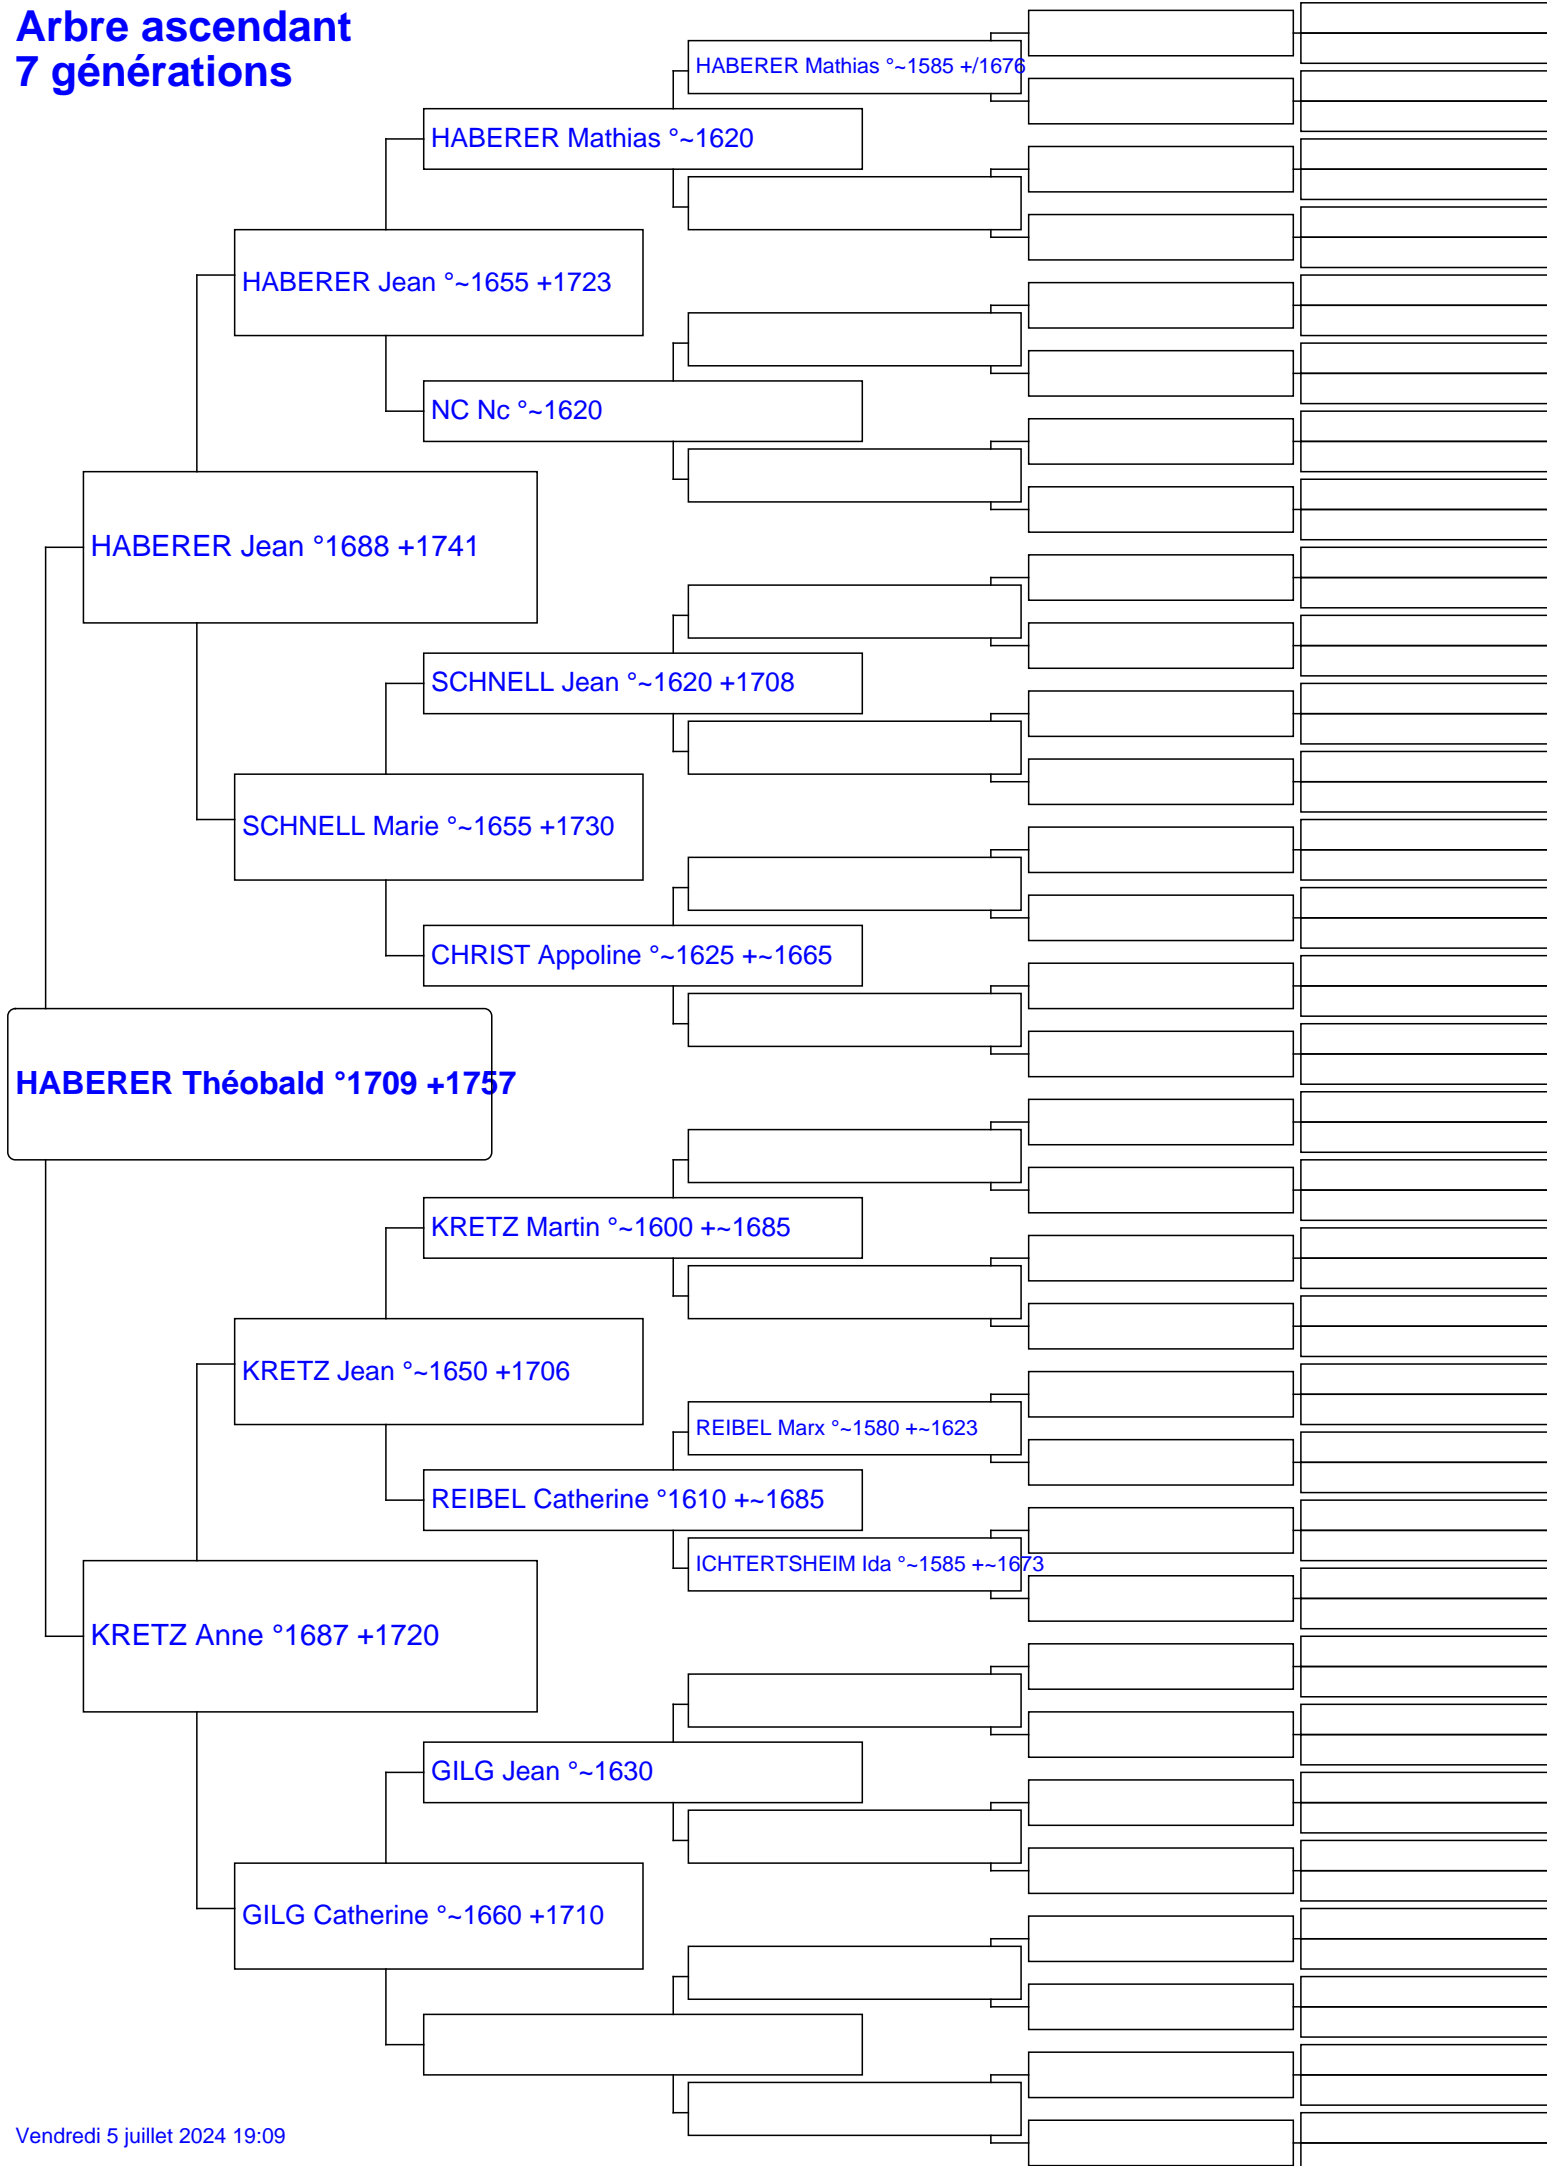 Arbre ascendant
7 générations
HABERER Mathias °~1585 +/1676
HABERER Mathias °~1620
HABERER Jean °~1655 +1723
NC Nc °~1620
HABERER Jean °1688 +1741
SCHNELL Jean °~1620 +1708
SCHNELL Marie °~1655 +1730
CHRIST Appoline °~1625 +~1665
HABERER Théobald °1709 +1757
KRETZ Martin °~1600 +~1685
KRETZ Jean °~1650 +1706
REIBEL Marx °~1580 +~1623
REIBEL Catherine °1610 +~1685
ICHTERTSHEIM Ida °~1585 +~1673
KRETZ Anne °1687 +1720
GILG Jean °~1630
GILG Catherine °~1660 +1710
Vendredi 5 juillet 2024 19:09